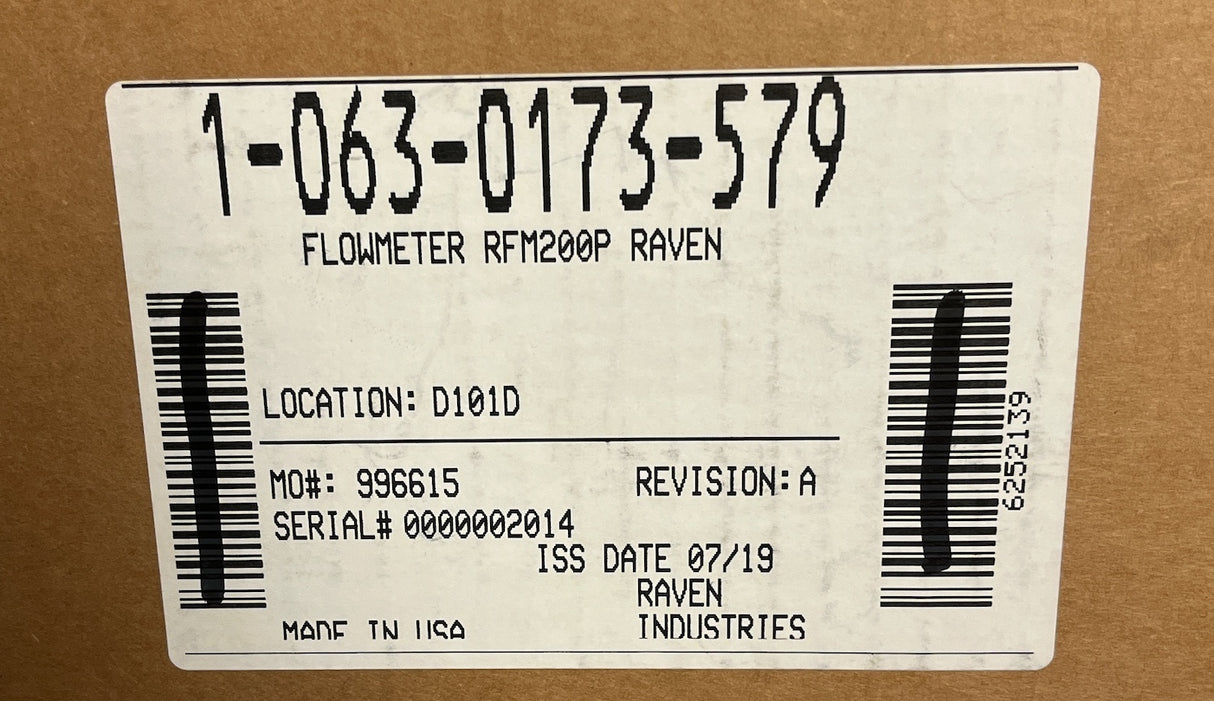 1-063-0173-579
FLOWMETER RFM200P RAVEN
LOCATION: D101D
MO#: 996615 REVISION: A
SERIAL# 0000002014
ISS DATE 07/19
RAVEN
MADE IN USA INDUSTRIES
6252139